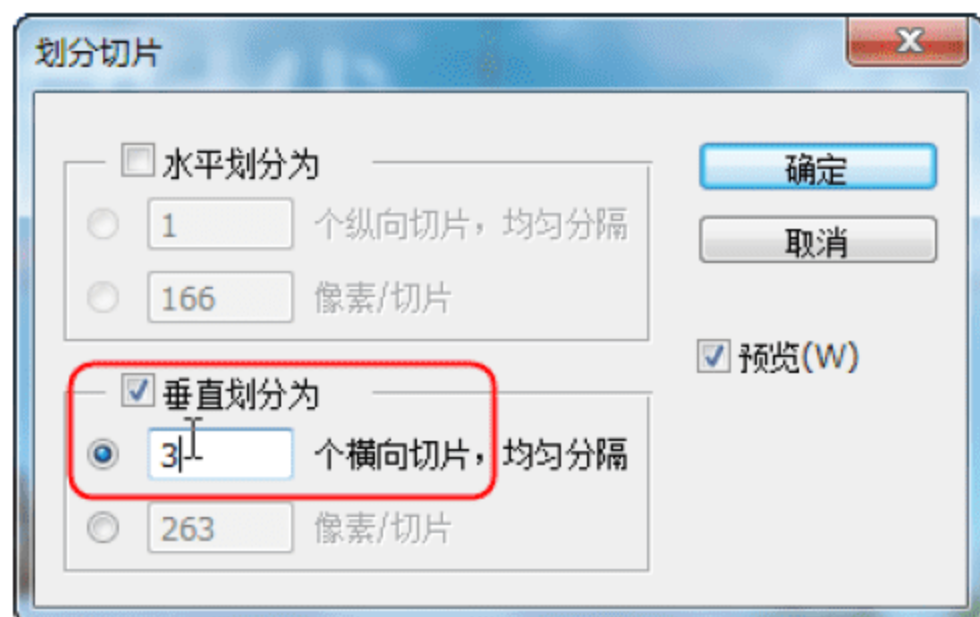 划分切片
水平划分为
1 个纵向切片，均匀分隔
166 像素/切片
垂直划分为
3 个横向切片，均匀分隔
263 像素/切片
确定
取消
预览(W)